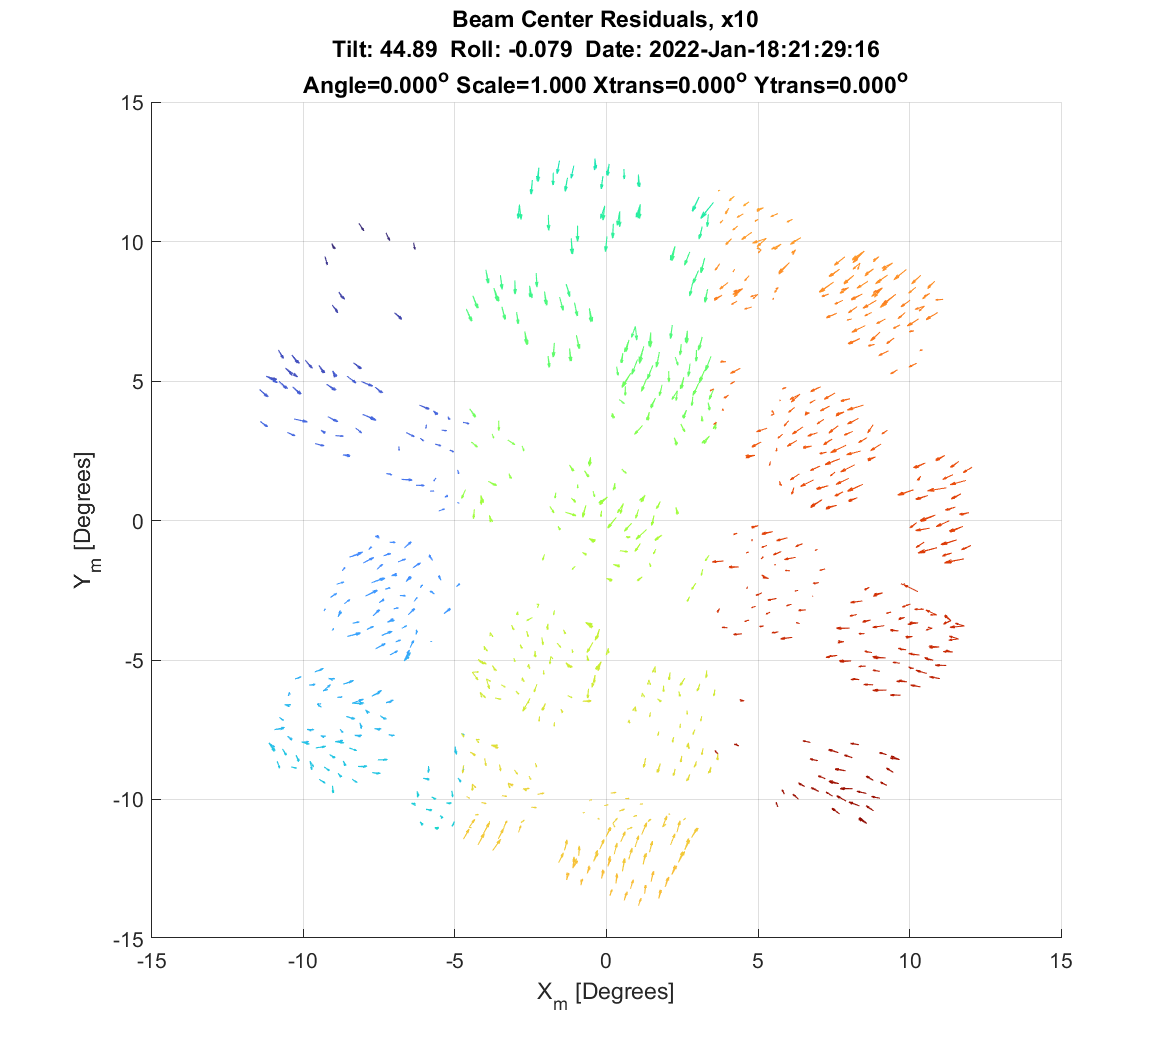 Beam Center Residuals, x10
Tilt: 44.89 Roll: -0.079 Date: 2022-Jan-18:21:29:16
Angle=0.000° Scale=1.000 Xtrans=0.000° Ytrans=0.000°
15
10
5
0
-5
-10
-15
Y_m [Degrees]
-15 -10 -5 0 5 10 15
X_m [Degrees]